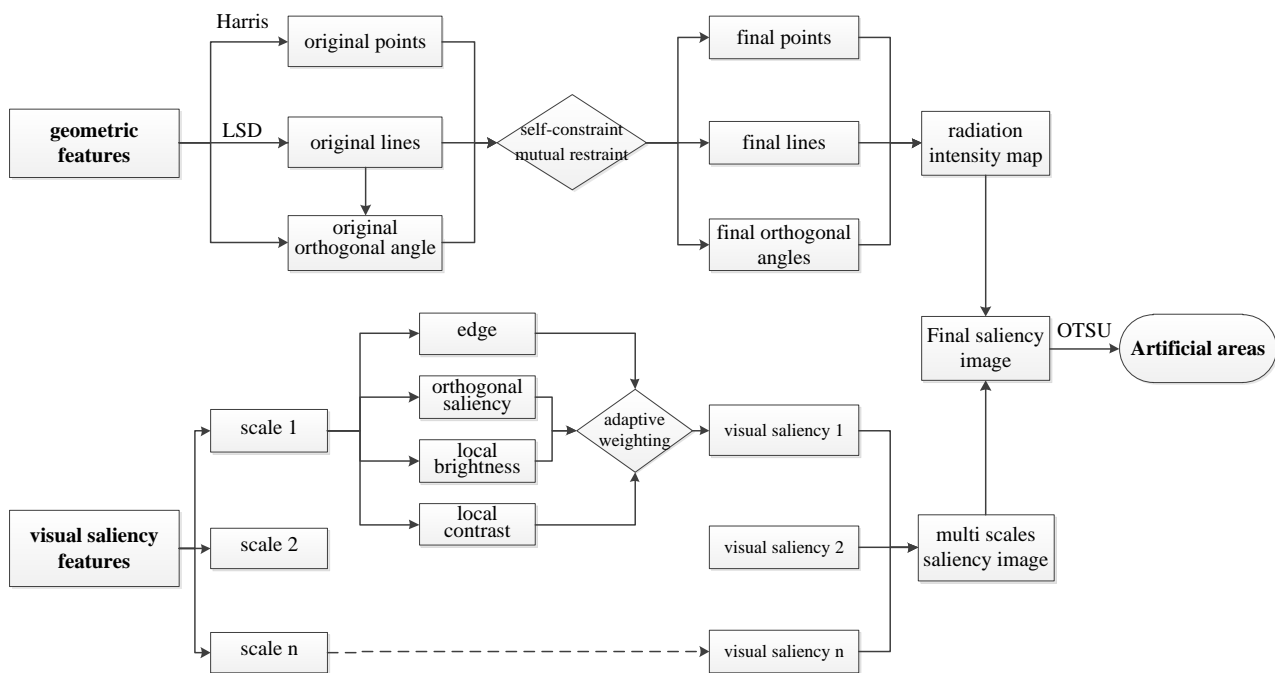 Harris
original points
final points
geometric
features
LSD
original lines
self-constraint
mutual restraint
final lines
radiation
intensity map
original
orthogonal angle
final orthogonal
angles
edge
orthogonal
saliency
local
brightness
local
contrast
scale 1
adaptive
weighting
visual saliency 1
Final saliency
image
OTSU
Artificial areas
visual saliency
features
scale 2
visual saliency 2
multi scales
saliency image
scale n
visual saliency n